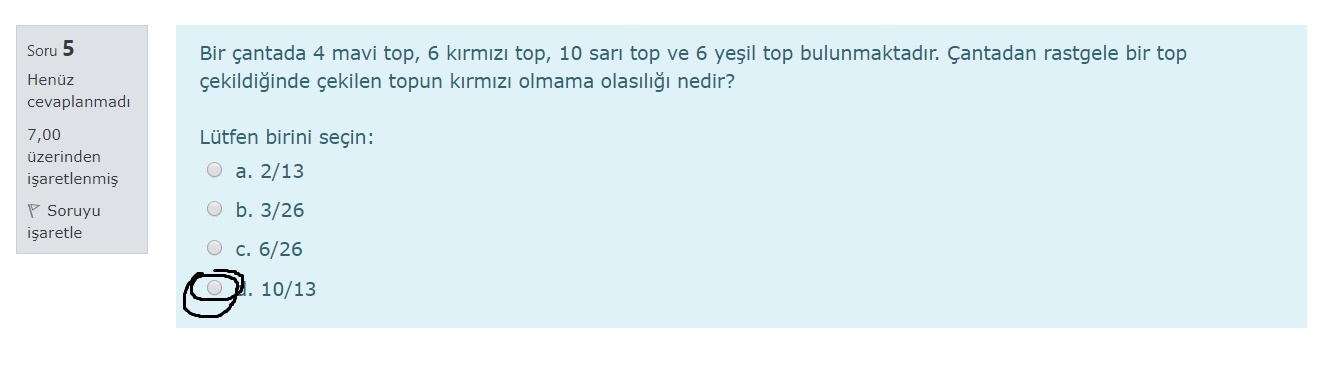 Soru 5
Henüz
cevaplanmadı
7,00
üzerinden
işaretlenmiş
Soruyu
işaretle
Bir çantada 4 mavi top, 6 kırmızı top, 10 sarı top ve 6 yeşil top bulunmaktadır. Çantadan rastgele bir top
çekildiğinde çekilen topun kırmızı olmama olasılığı nedir?
Lütfen birini seçin:
a. 2/13
b. 3/26
c. 6/26
d. 10/13